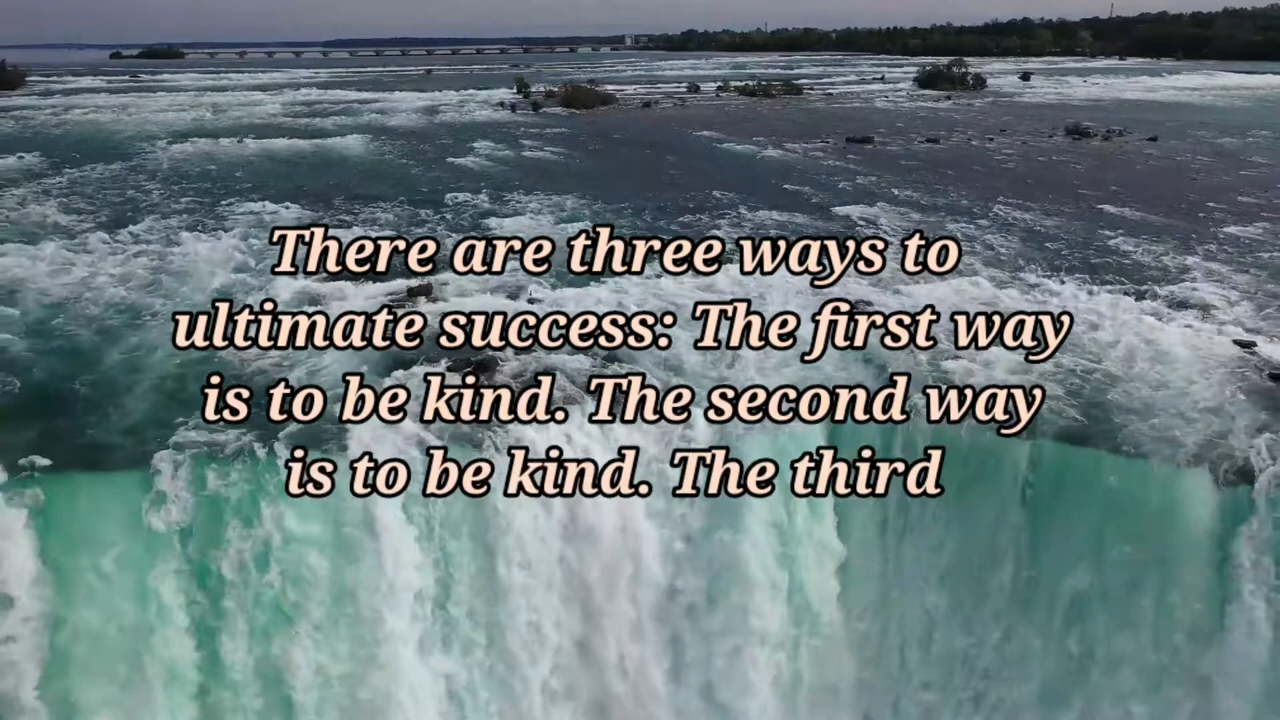 There are three ways to
ultimate success: The first way
is to be kind. The second way
is to be kind. The third